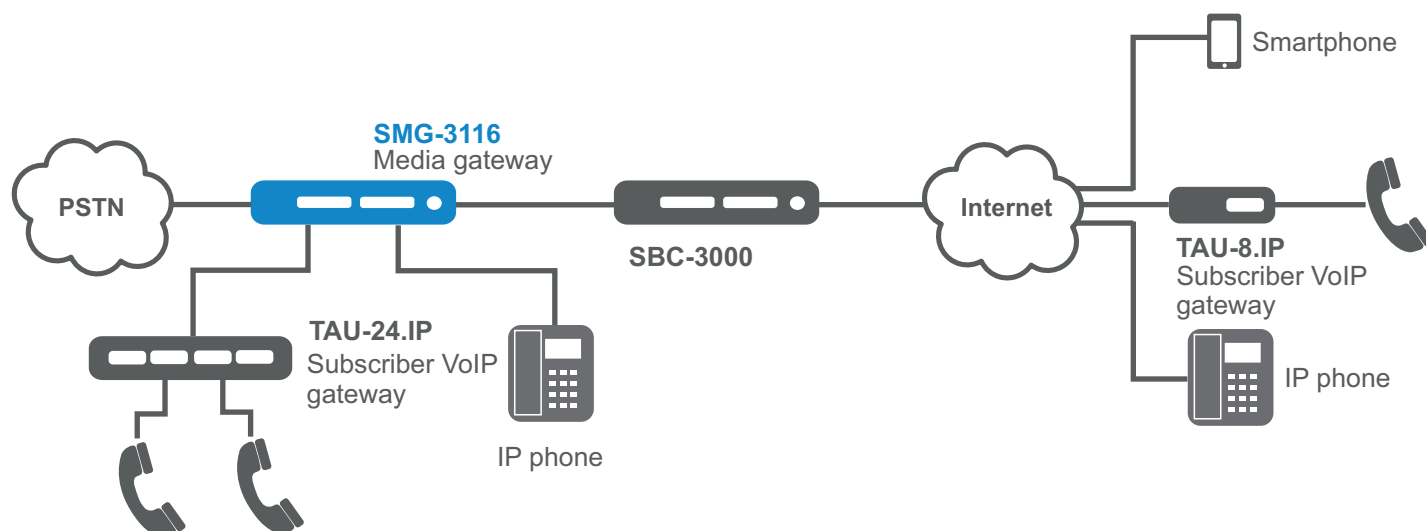 Smartphone
SMG-3116
Media gateway
PSTN
Internet
SBC-3000
TAU-8.IP
Subscriber VoIP
gateway
TAU-24.IP
Subscriber VoIP
gateway
IP phone
IP phone